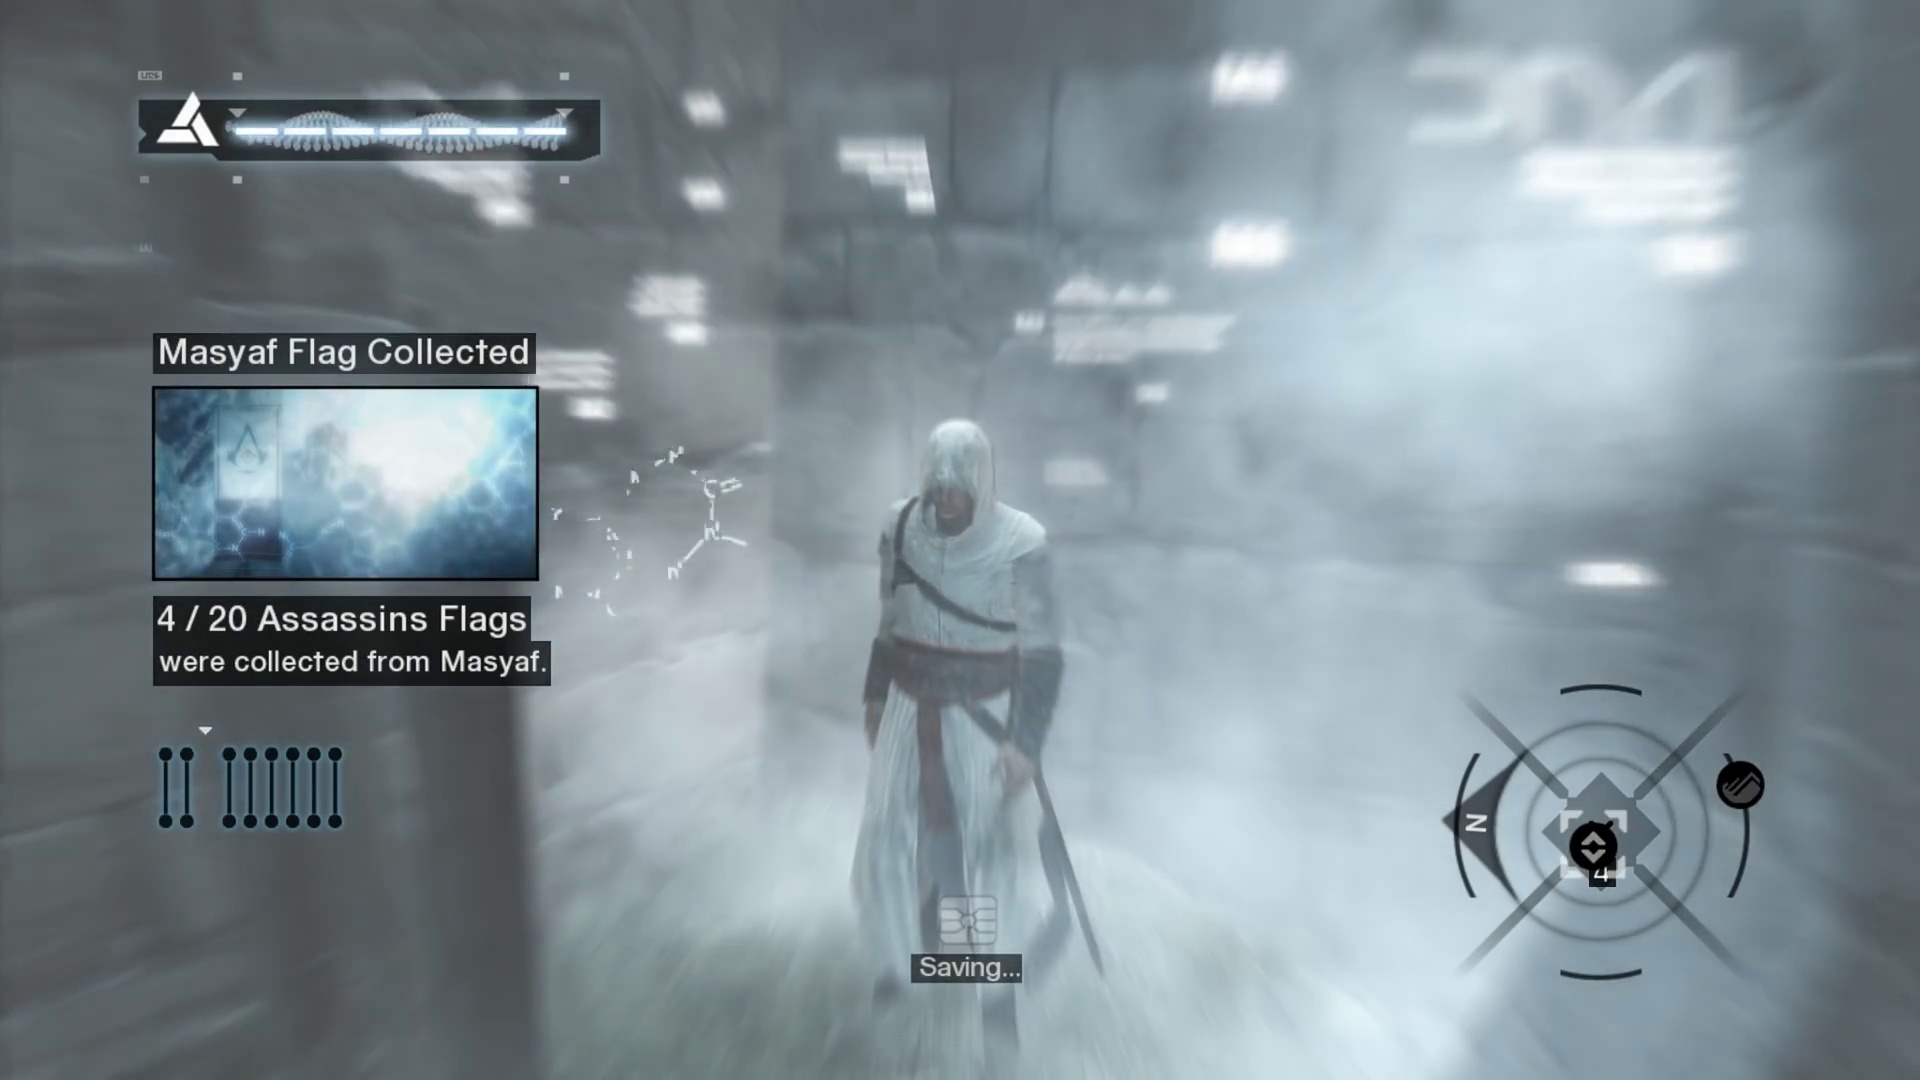 Masyaf Flag Collected
4 / 20 Assassins Flags
were collected from Masyaf.
N
4
Saving...